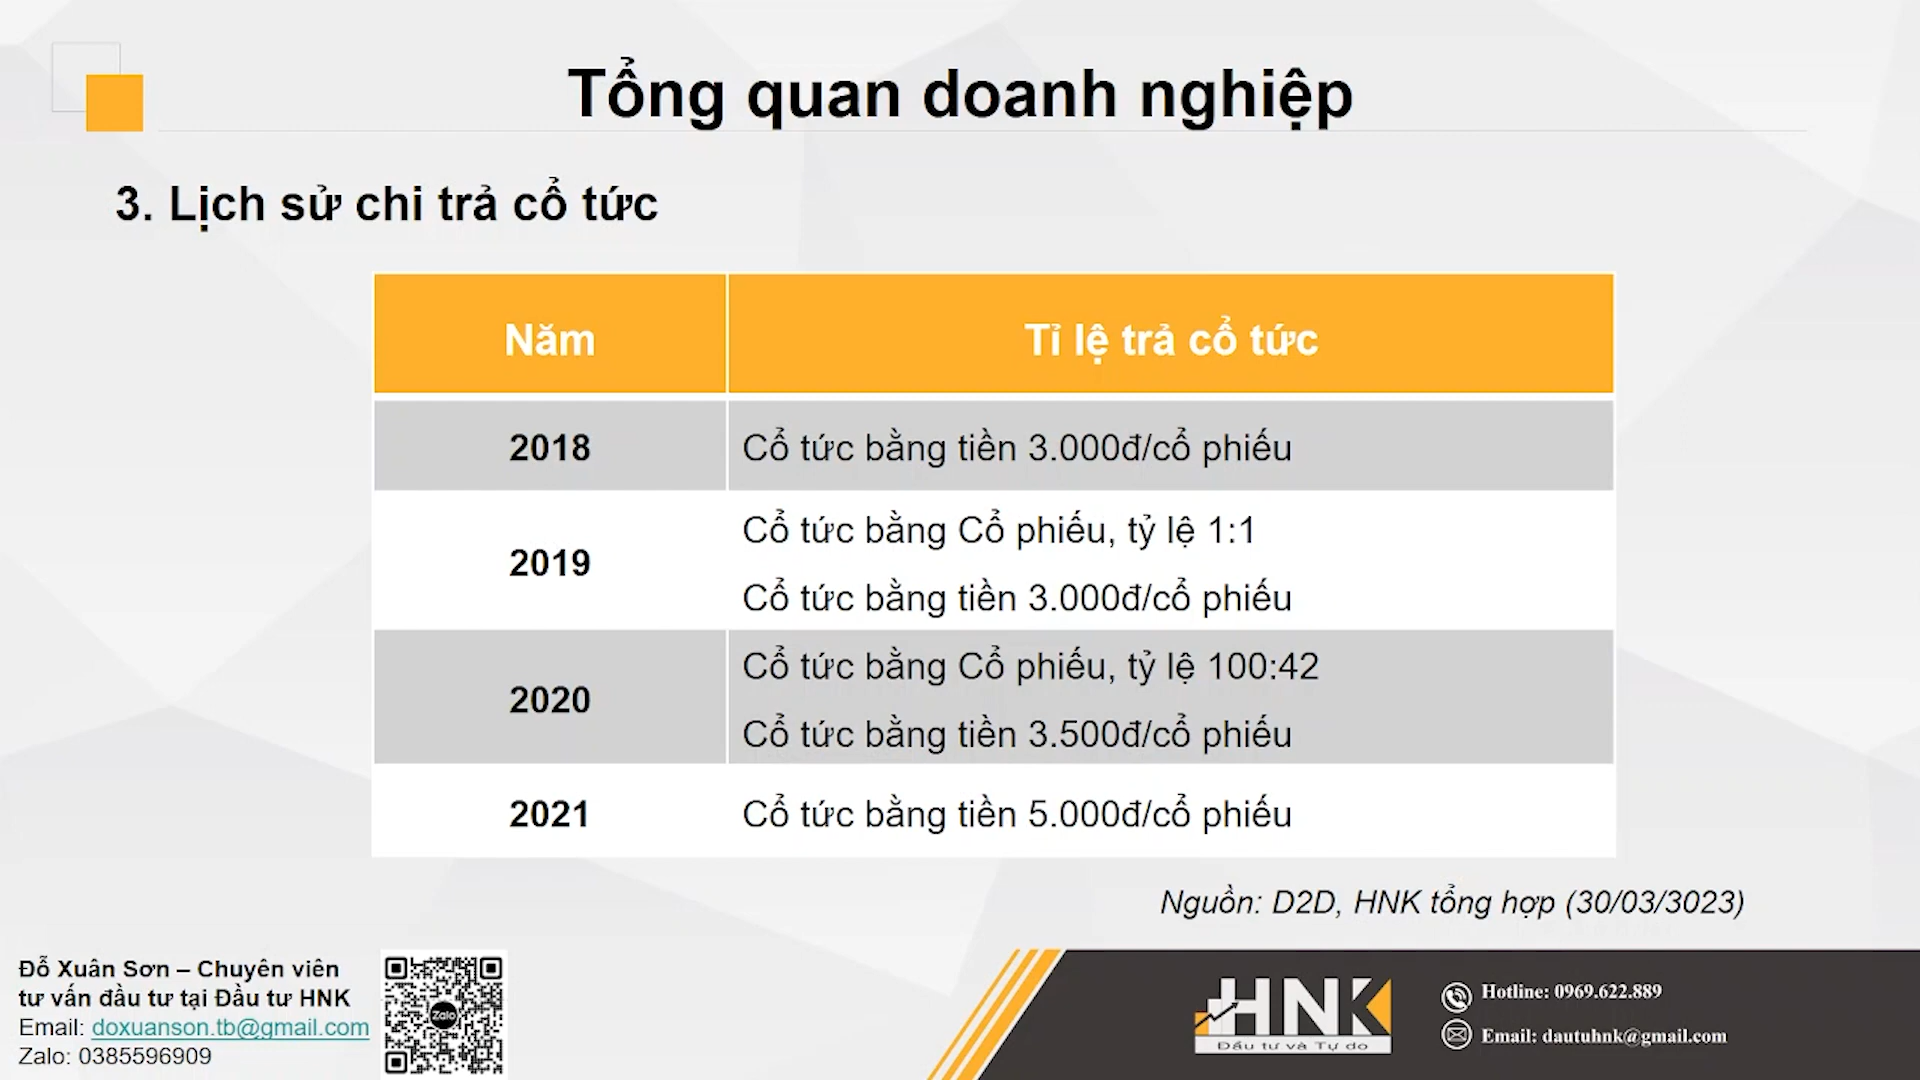 Tổng quan doanh nghiệp
3. Lịch sử chi trả cổ tức
Năm
Tỉ lệ trả cổ tức
2018
Cổ tức bằng tiền 3.000đ/cổ phiếu
2019
Cổ tức bằng Cổ phiếu, tỷ lệ 1:1
Cổ tức bằng tiền 3.000đ/cổ phiếu
2020
Cổ tức bằng Cổ phiếu, tỷ lệ 100:42
Cổ tức bằng tiền 3.500đ/cổ phiếu
2021
Cổ tức bằng tiền 5.000đ/cổ phiếu
Nguồn: D2D, HNK tổng hợp (30/03/3023)
Đỗ Xuân Sơn – Chuyên viên
tư vấn đầu tư tại Đầu tư HNK
Email: doxuanson.tb@gmail.com
Zalo: 0385596909
Zalo
HNK
Đầu tư và Tự do
Hotline: 0969.622.889
Email: dautuhnk@gmail.com